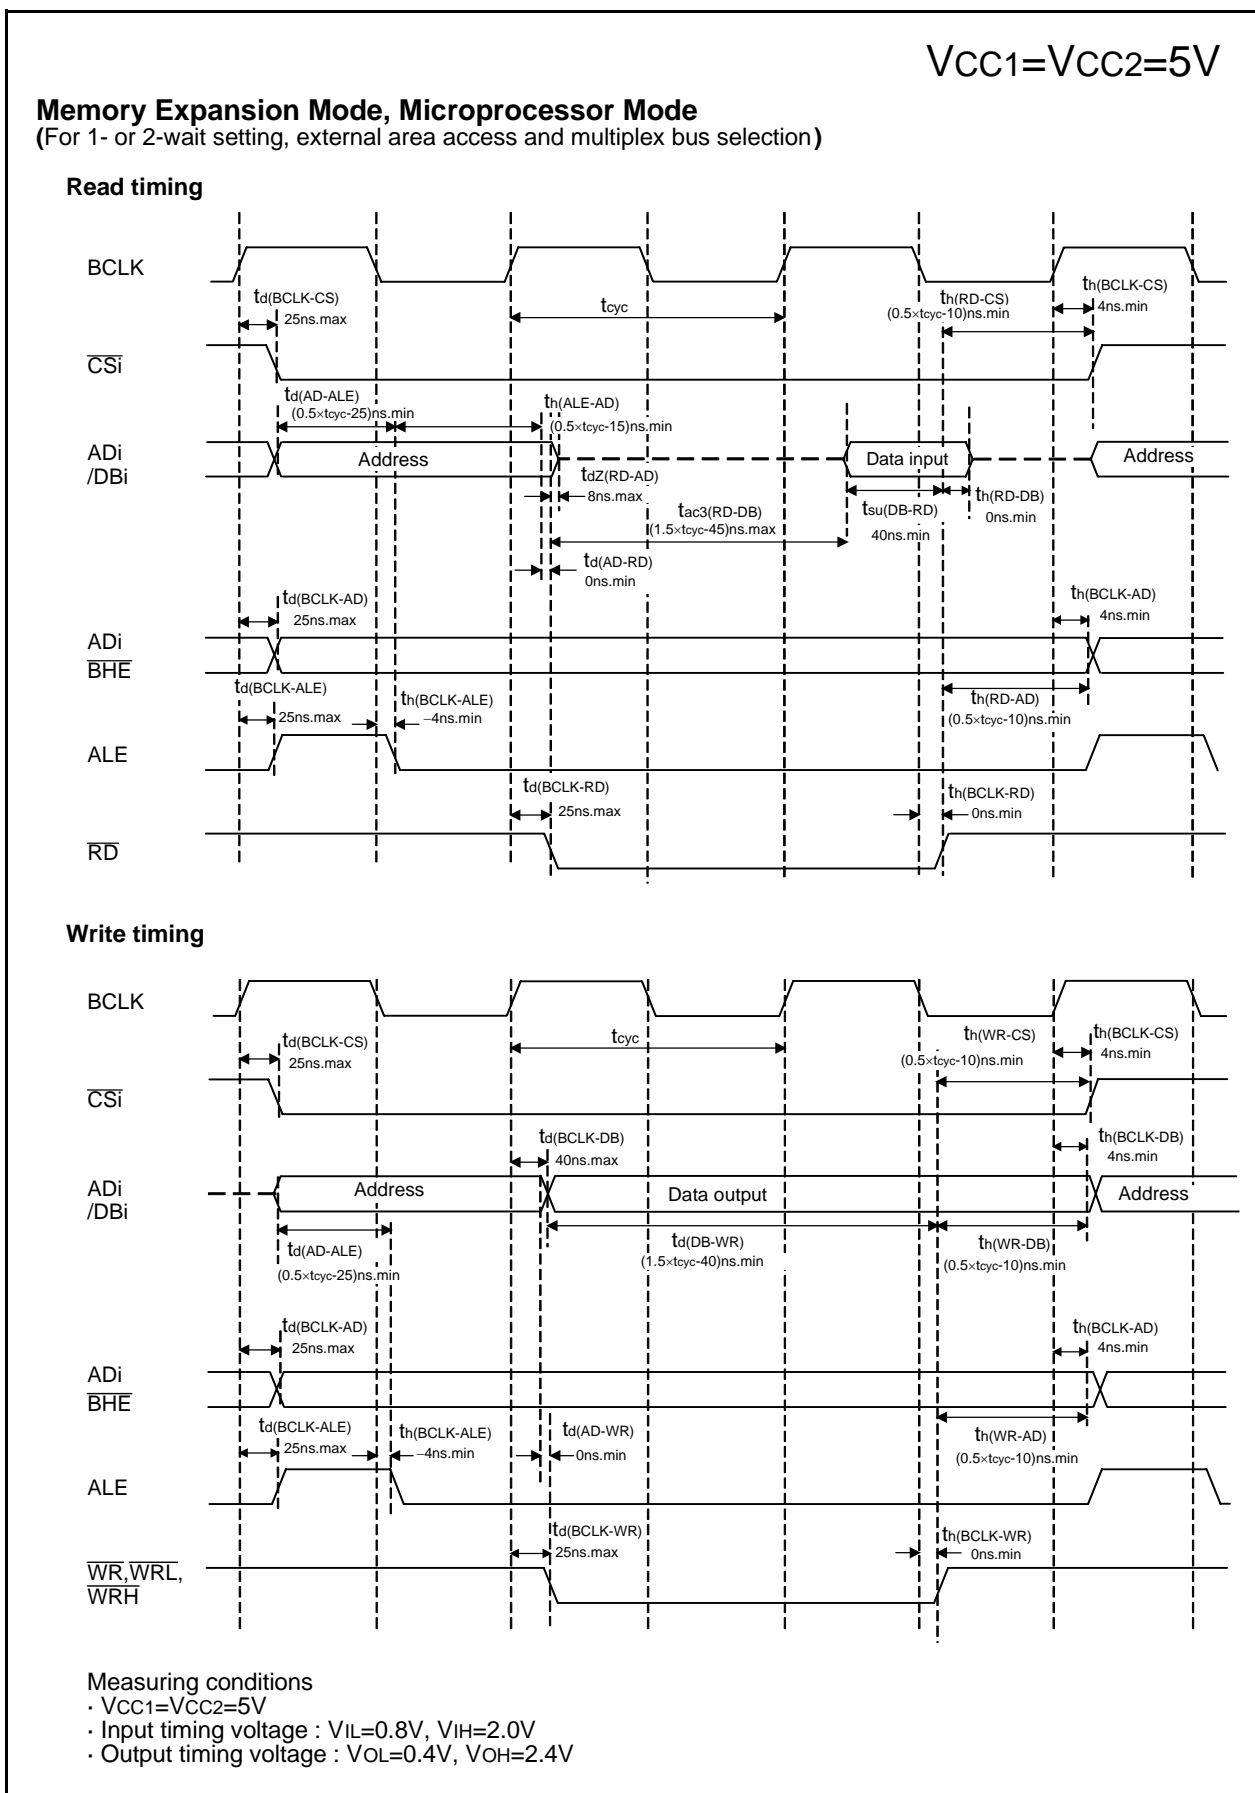 VCC1=VCC2=5V
Memory Expansion Mode, Microprocessor Mode
(For 1- or 2-wait setting, external area access and multiplex bus selection)
Read timing
BCLK
td(BCLK-CS)
25ns.max
tcyc
th(RD-CS)
(0.5×tcyc-10)ns.min
th(BCLK-CS)
4ns.min
CSi
td(AD-ALE)
(0.5×tcyc-25)ns.min
th(ALE-AD)
(0.5×tcyc-15)ns.min
ADi
/DBi
Address
Data input
Address
tdZ(RD-AD)
8ns.max
tac3(RD-DB)
(1.5×tcyc-45)ns.max
tsu(DB-RD)
40ns.min
th(RD-DB)
0ns.min
td(AD-RD)
0ns.min
td(BCLK-AD)
25ns.max
th(BCLK-AD)
4ns.min
ADi
BHE
td(BCLK-ALE)
25ns.max
th(BCLK-ALE)
−4ns.min
th(RD-AD)
(0.5×tcyc-10)ns.min
ALE
td(BCLK-RD)
25ns.max
th(BCLK-RD)
0ns.min
RD
Write timing
BCLK
td(BCLK-CS)
25ns.max
tcyc
th(WR-CS)
(0.5×tcyc-10)ns.min
th(BCLK-CS)
4ns.min
CSi
td(BCLK-DB)
40ns.max
th(BCLK-DB)
4ns.min
ADi
/DBi
Address
Data output
Address
td(AD-ALE)
(0.5×tcyc-25)ns.min
td(DB-WR)
(1.5×tcyc-40)ns.min
th(WR-DB)
(0.5×tcyc-10)ns.min
td(BCLK-AD)
25ns.max
th(BCLK-AD)
4ns.min
ADi
BHE
td(BCLK-ALE)
25ns.max
th(BCLK-ALE)
−4ns.min
td(AD-WR)
0ns.min
th(WR-AD)
(0.5×tcyc-10)ns.min
ALE
td(BCLK-WR)
25ns.max
th(BCLK-WR)
0ns.min
WR,WRL,
WRH
Measuring conditions
· VCC1=VCC2=5V
· Input timing voltage : VIL=0.8V, VIH=2.0V
· Output timing voltage : VOL=0.4V, VOH=2.4V